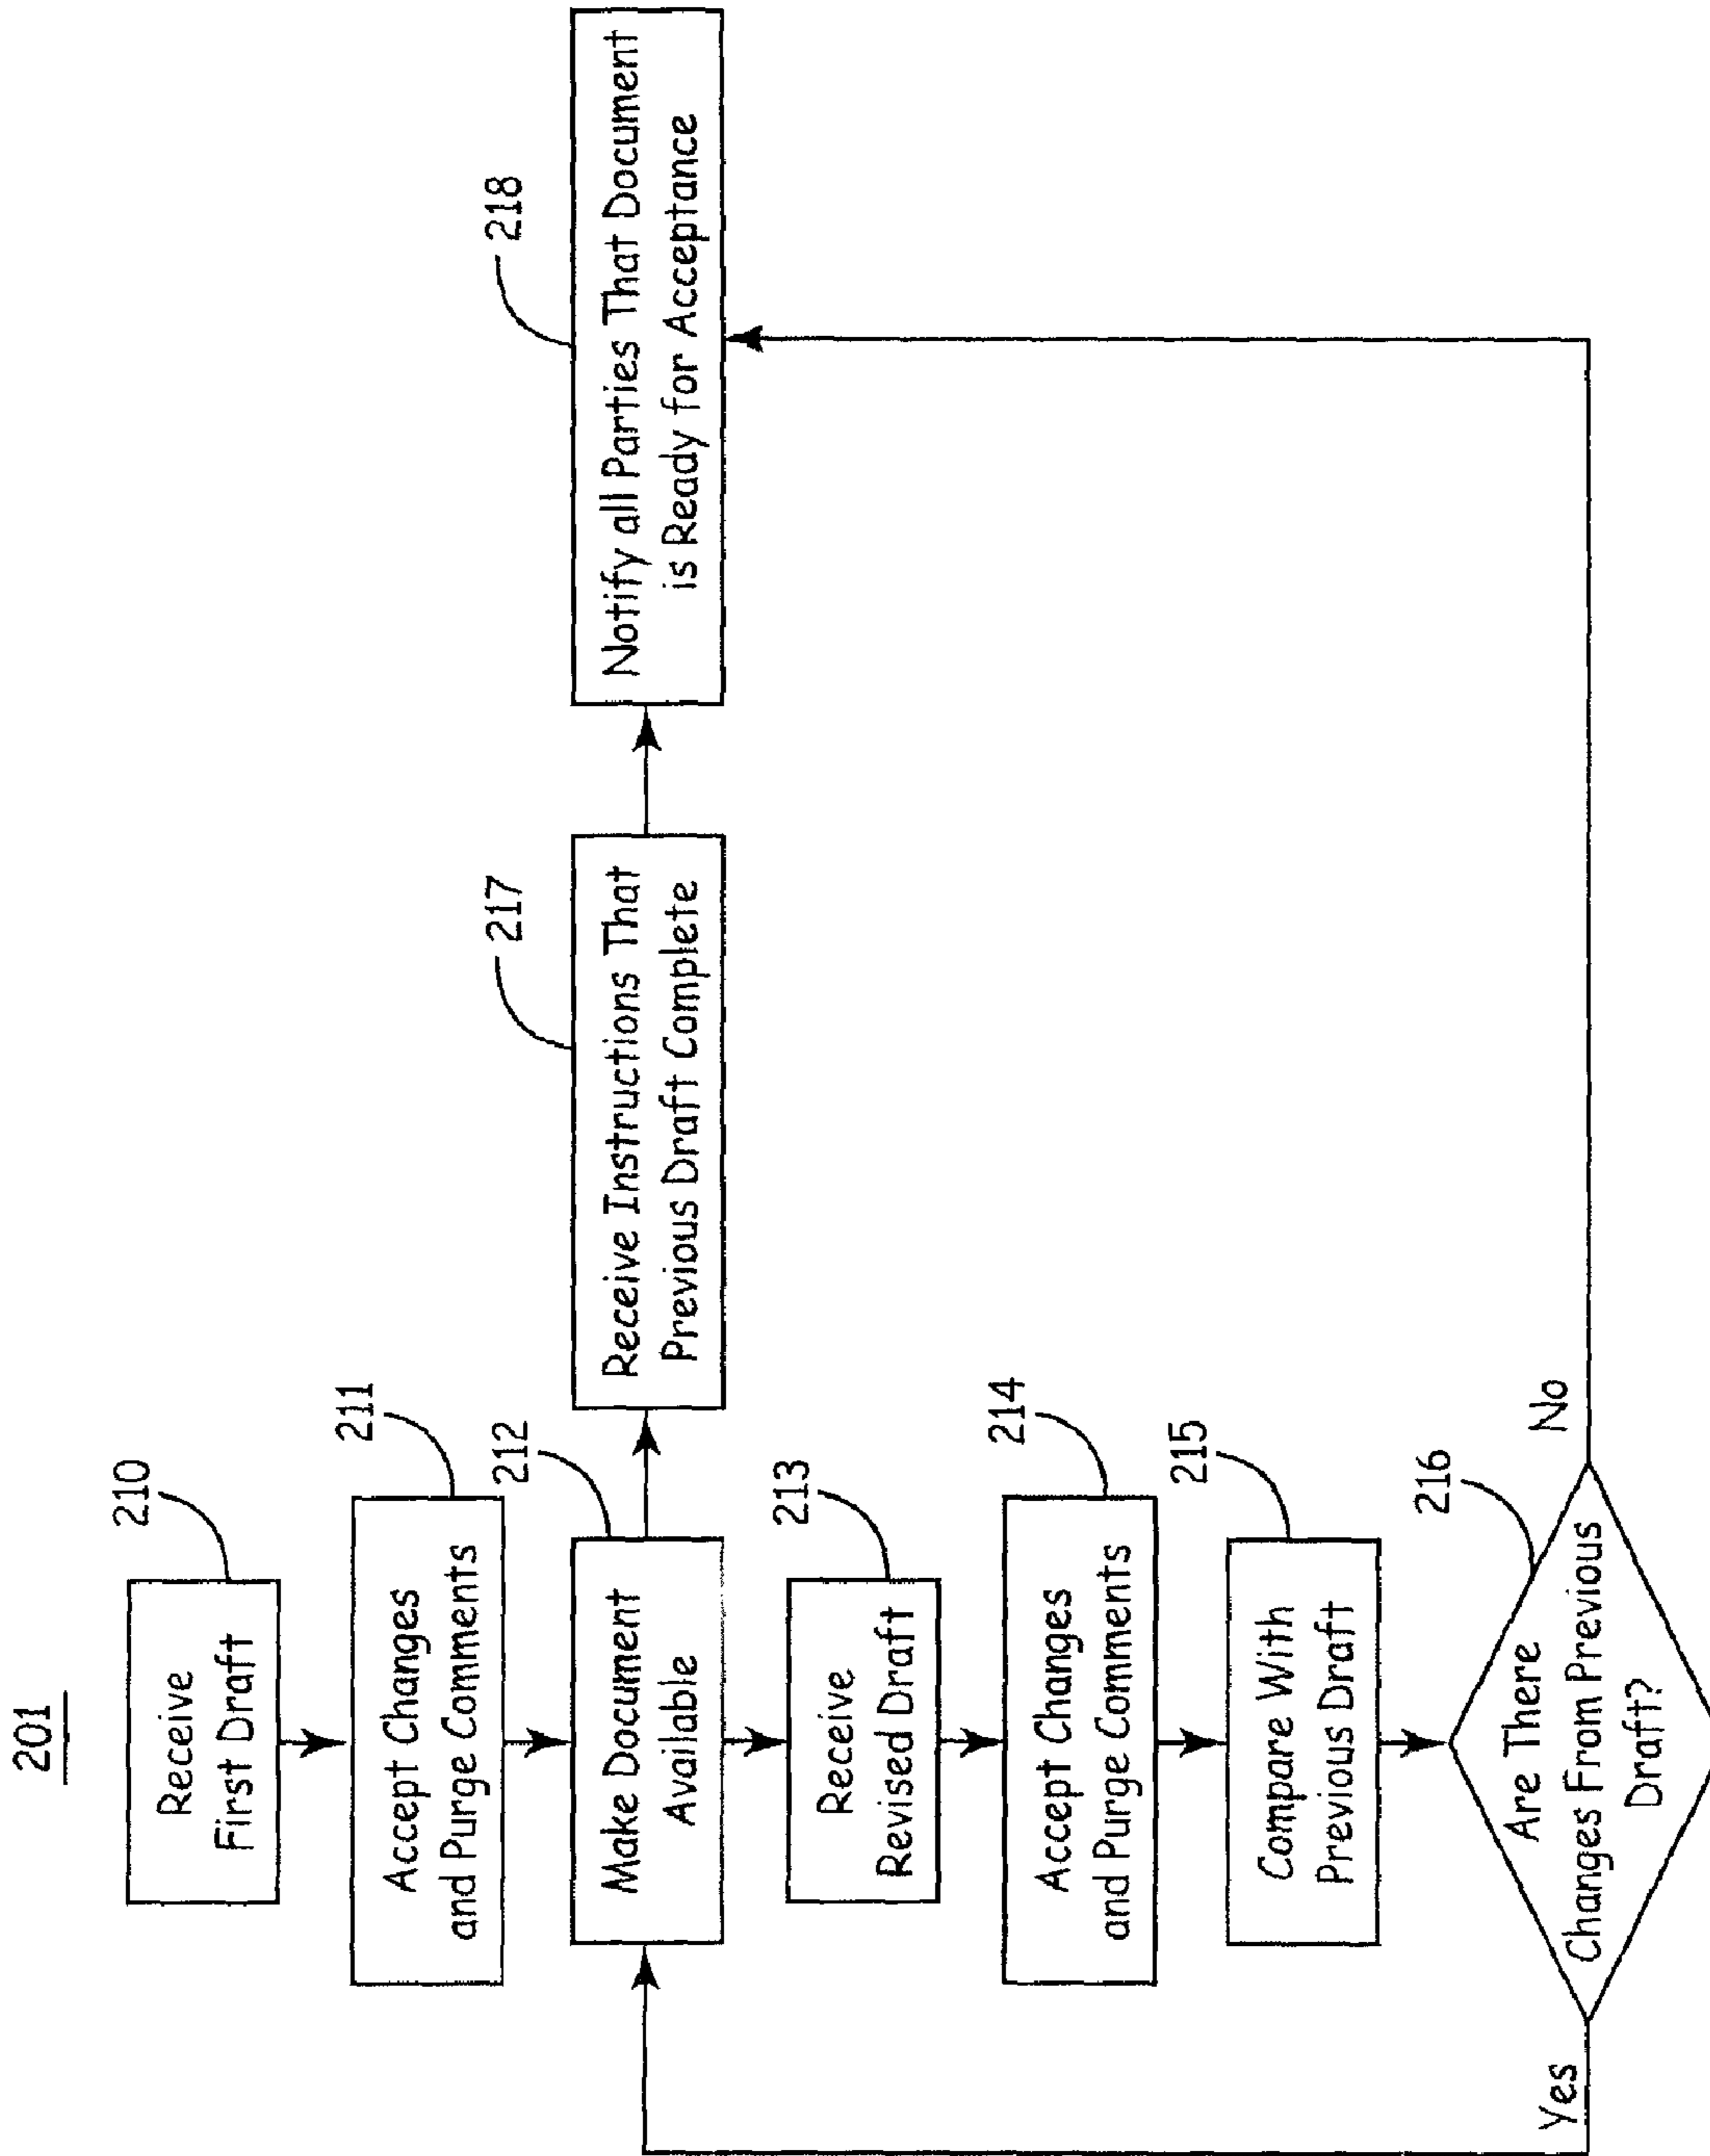 201
210
Receive
First Draft
211
Accept Changes
and Purge Comments
212
Make Document
Available
217
Receive Instructions That
Previous Draft Complete
218
Notify all Parties That Document
is Ready for Acceptance
213
Receive
Revised Draft
214
Accept Changes
and Purge Comments
215
Compare With
Previous Draft
216
Are There
Changes From Previous
Draft?
Yes
No